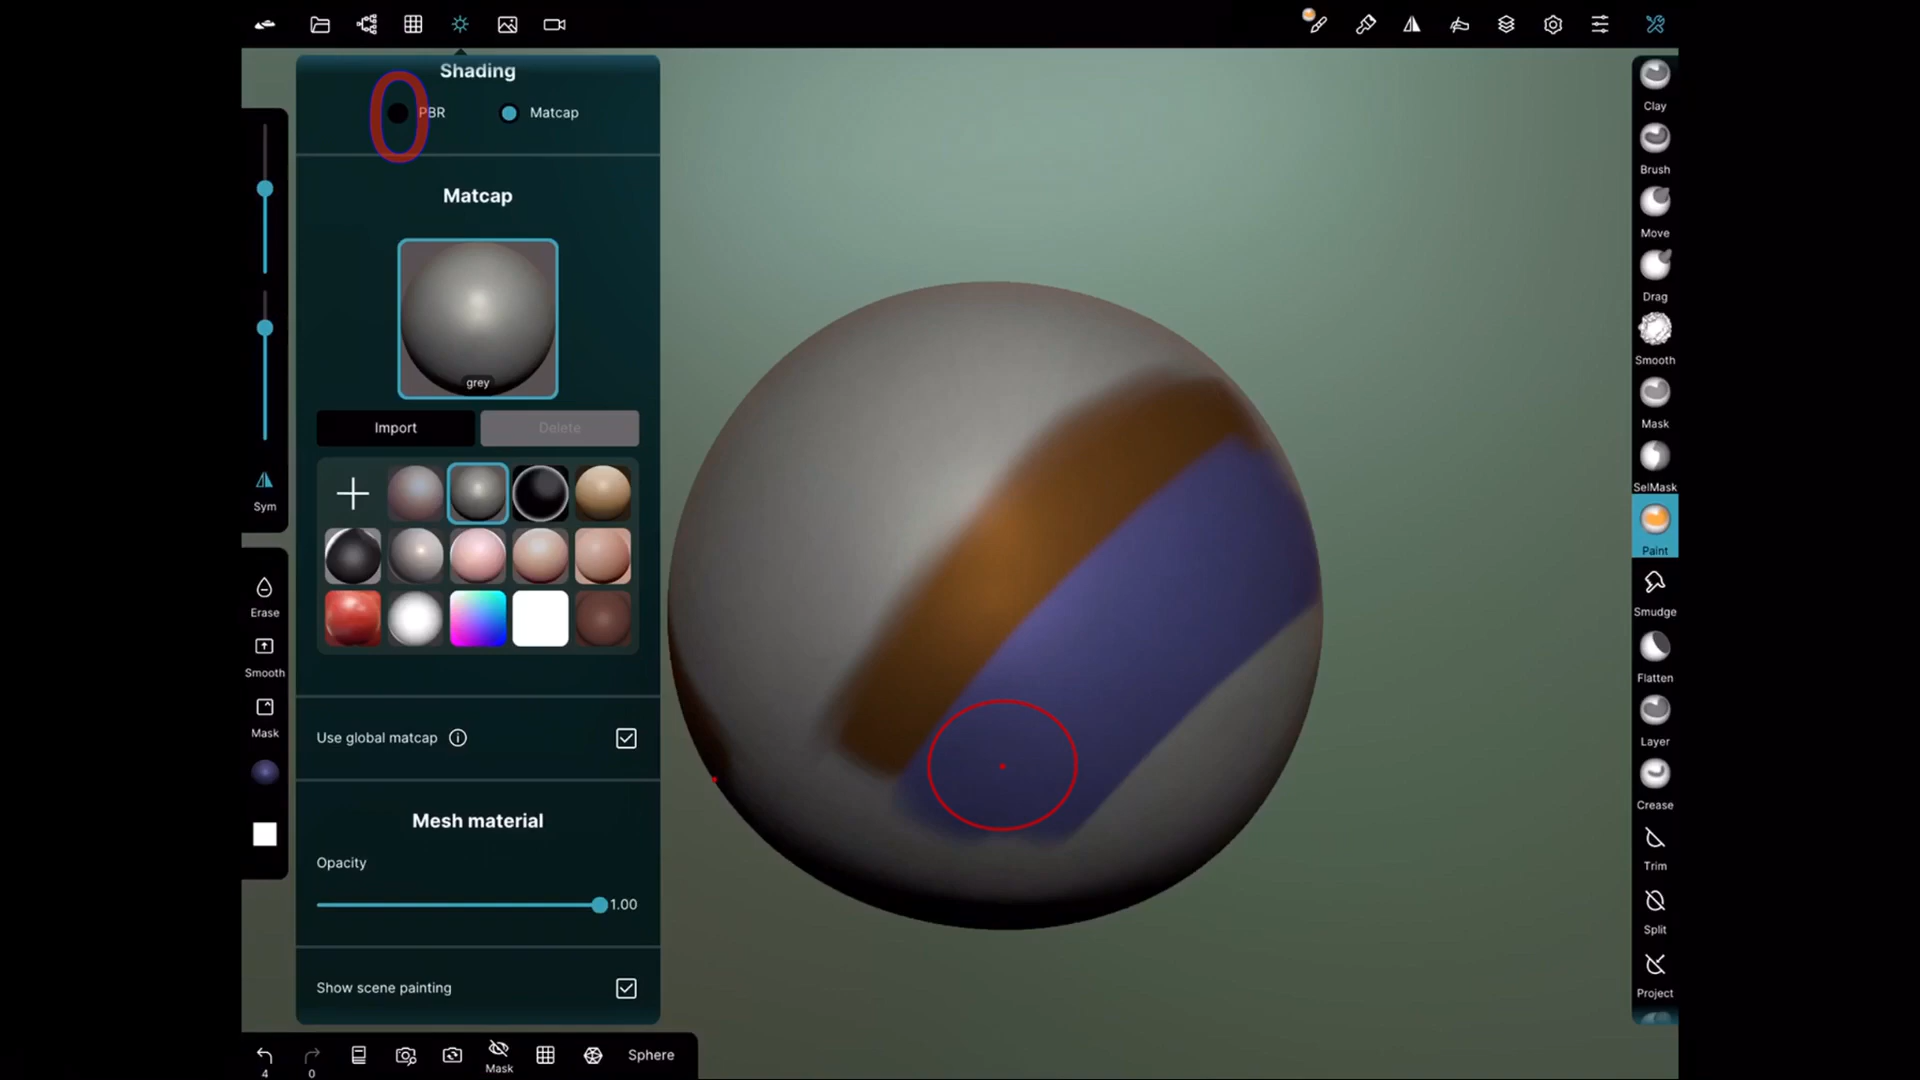 Shading
0
PBR
Matcap
Matcap
grey
Import
Delete
Use global matcap
Mesh material
Opacity
1.00
Show scene painting
Sym
Erase
Smooth
Mask
4
0
Mask
Sphere
Clay
Brush
Move
Drag
Smooth
Mask
SelMask
Paint
Smudge
Flatten
Layer
Crease
Trim
Split
Project